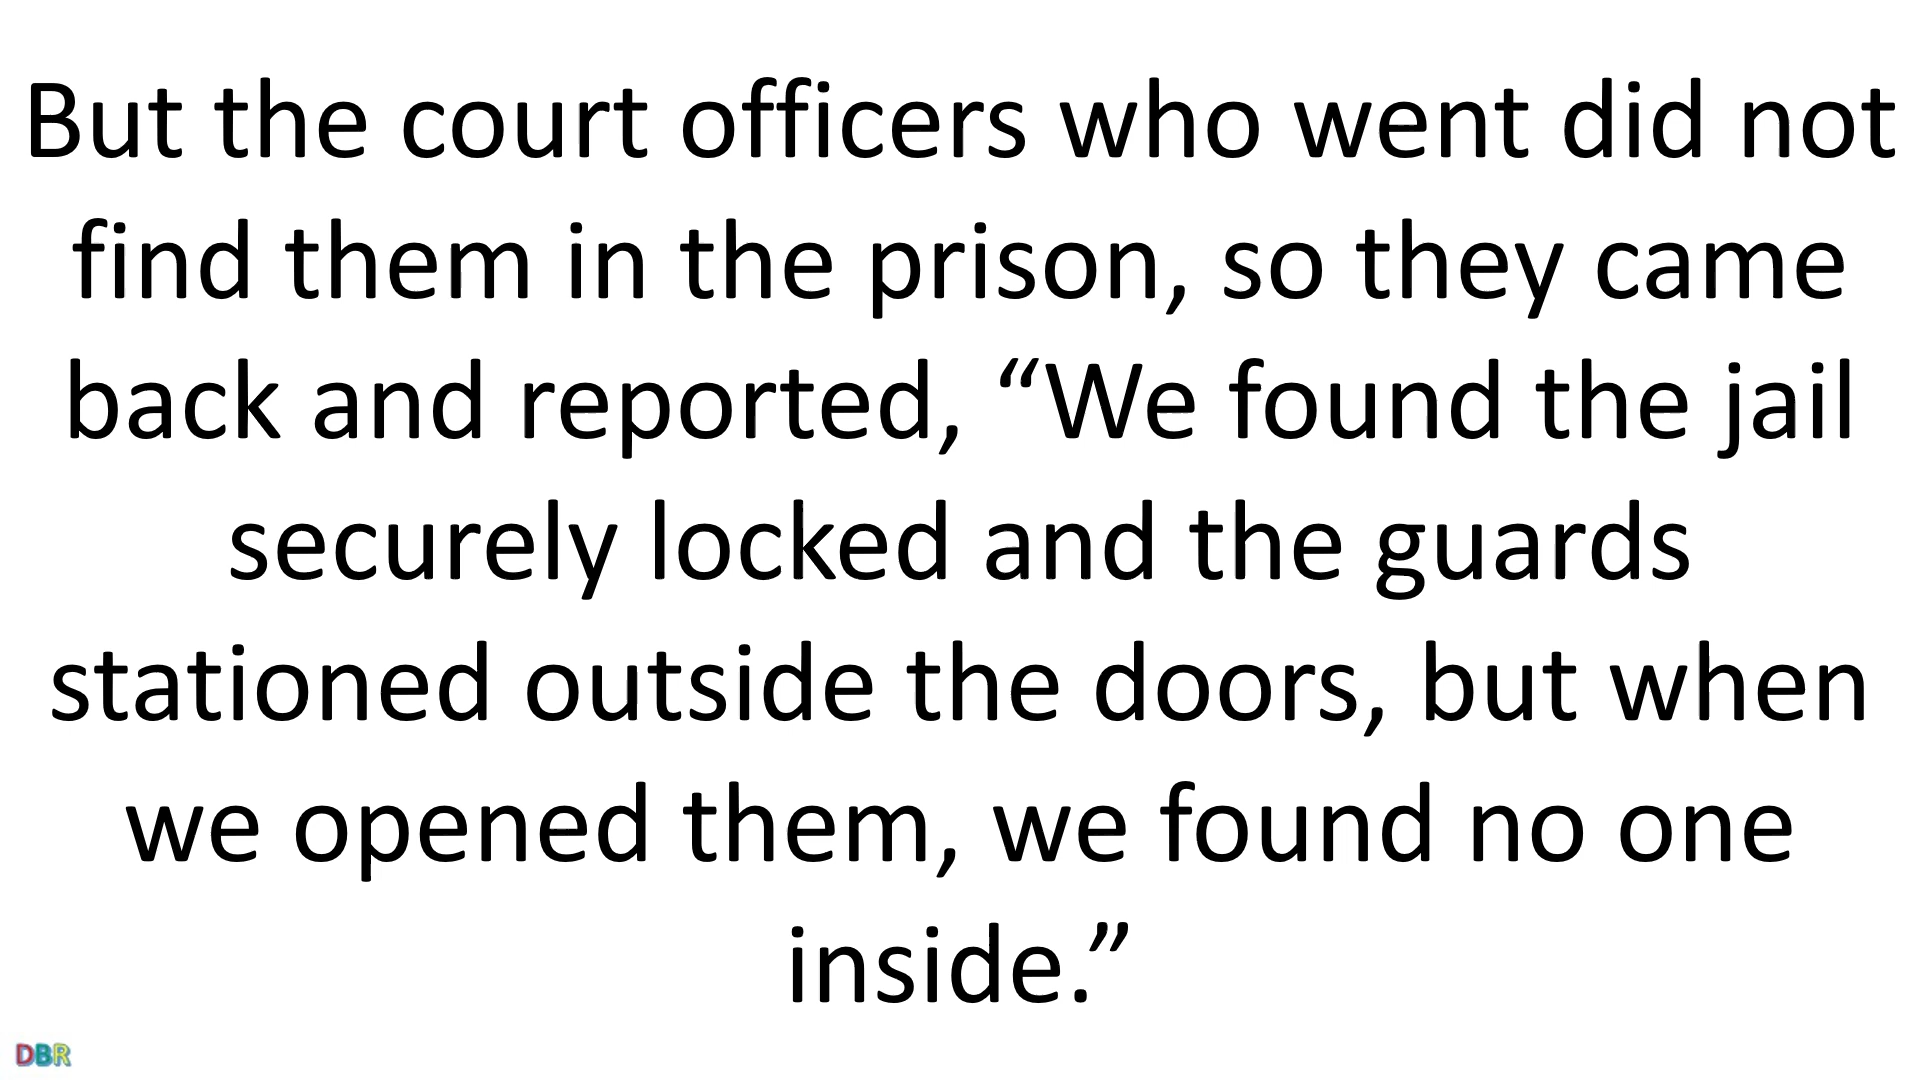 But the court officers who went did not
find them in the prison, so they came
back and reported, “We found the jail
securely locked and the guards
stationed outside the doors, but when
we opened them, we found no one
inside.”
DBR